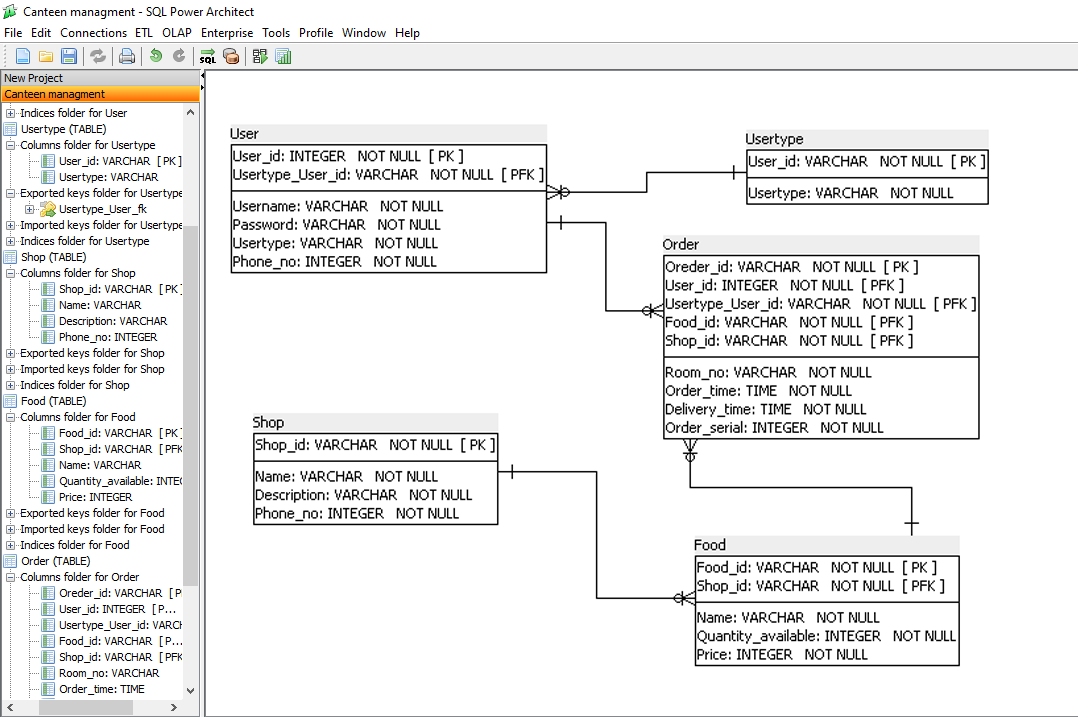 Canteen managment - SQL Power Architect
File Edit Connections ETL OLAP Enterprise Tools Profile Window Help
SQL
New Project
Canteen managment
Indices folder for User
Usertype (TABLE)
Columns folder for Usertype
User_id: VARCHAR [ PK ]
Usertype: VARCHAR
Exported keys folder for Usertype
Usertype_User_fk
Imported keys folder for Usertype
Indices folder for Usertype
Shop (TABLE)
Columns folder for Shop
Shop_id: VARCHAR [ PK ]
Name: VARCHAR
Description: VARCHAR
Phone_no: INTEGER
Exported keys folder for Shop
Imported keys folder for Shop
Indices folder for Shop
Food (TABLE)
Columns folder for Food
Food_id: VARCHAR [ PK ]
Shop_id: VARCHAR [ PFK
Name: VARCHAR
Quantity_available: INTEG
Price: INTEGER
Exported keys folder for Food
Imported keys folder for Food
Indices folder for Food
Order (TABLE)
Columns folder for Order
Oreder_id: VARCHAR [ P
User_id: INTEGER [ P...
Usertype_User_id: VARCH
Food_id: VARCHAR [ P...
Shop_id: VARCHAR [ PFK
Room_no: VARCHAR
Order_time: TIME
User
User_id: INTEGER NOT NULL [ PK ]
Usertype_User_id: VARCHAR NOT NULL [ PFK ]
Username: VARCHAR NOT NULL
Password: VARCHAR NOT NULL
Usertype: VARCHAR NOT NULL
Phone_no: INTEGER NOT NULL
Usertype
User_id: VARCHAR NOT NULL [ PK ]
Usertype: VARCHAR NOT NULL
Order
Oreder_id: VARCHAR NOT NULL [ PK ]
User_id: INTEGER NOT NULL [ PFK ]
Usertype_User_id: VARCHAR NOT NULL [ PFK ]
Food_id: VARCHAR NOT NULL [ PFK ]
Shop_id: VARCHAR NOT NULL [ PFK ]
Room_no: VARCHAR NOT NULL
Order_time: TIME NOT NULL
Delivery_time: TIME NOT NULL
Order_serial: INTEGER NOT NULL
Shop
Shop_id: VARCHAR NOT NULL [ PK ]
Name: VARCHAR NOT NULL
Description: VARCHAR NOT NULL
Phone_no: INTEGER NOT NULL
Food
Food_id: VARCHAR NOT NULL [ PK ]
Shop_id: VARCHAR NOT NULL [ PFK ]
Name: VARCHAR NOT NULL
Quantity_available: INTEGER NOT NULL
Price: INTEGER NOT NULL